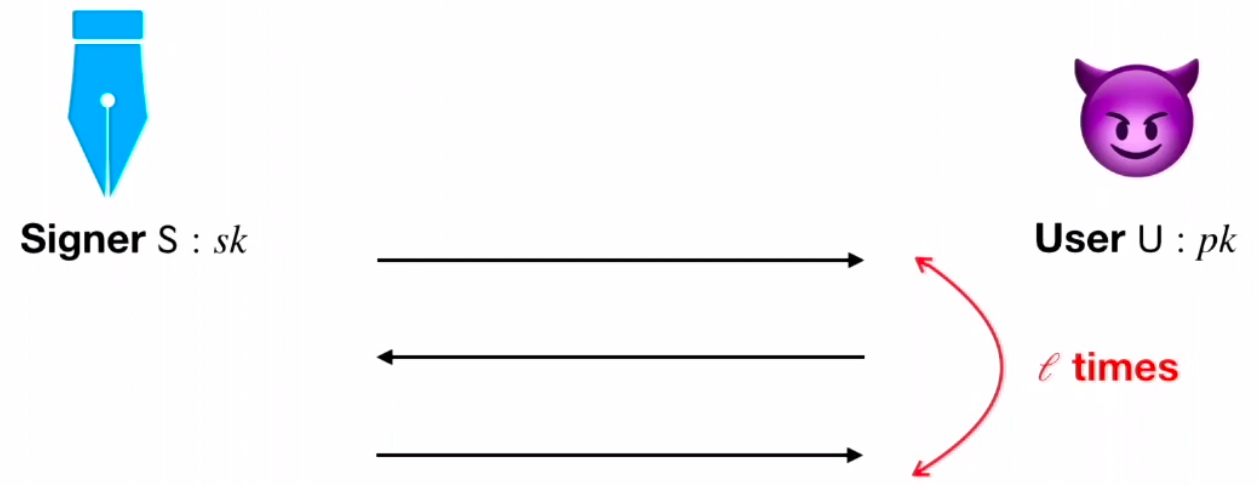 Signer S : sk
User U : pk
ℓ times